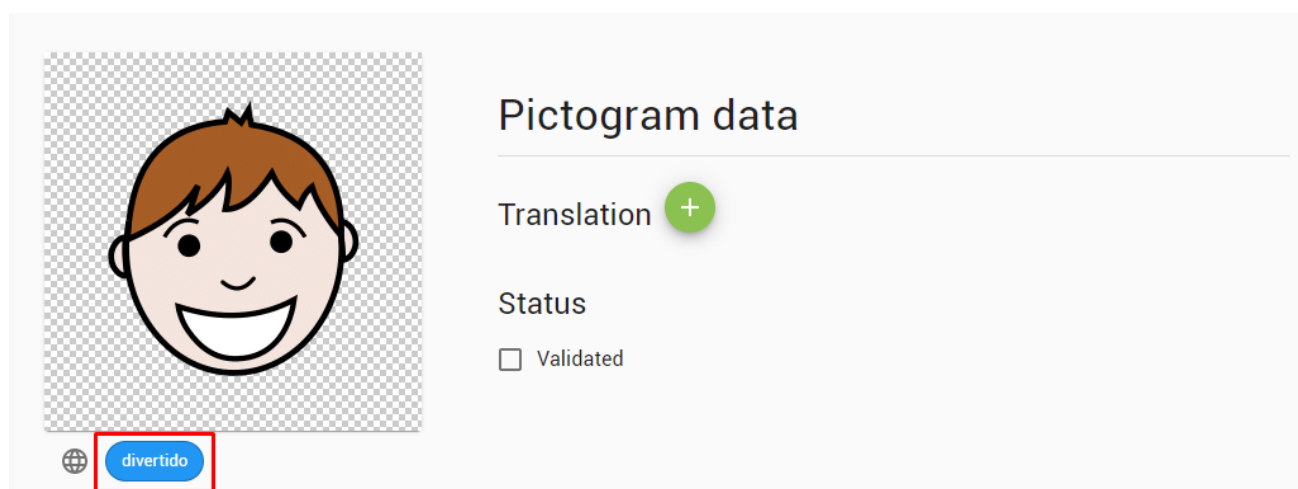 Pictogram data
Translation +
Status
Validated
divertido